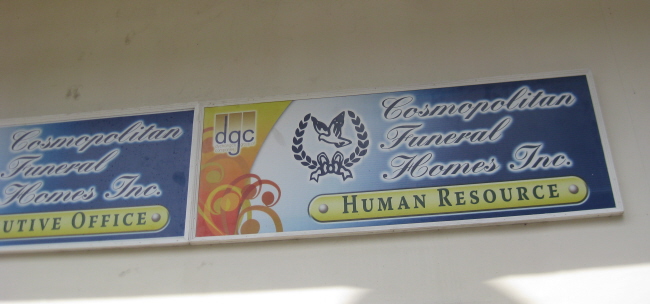 Cosmopolitan
Funeral
Homes Inc.
UTIVE OFFICE
dgc
Cosmopolitan
Funeral
Homes Inc.
HUMAN RESOURCE